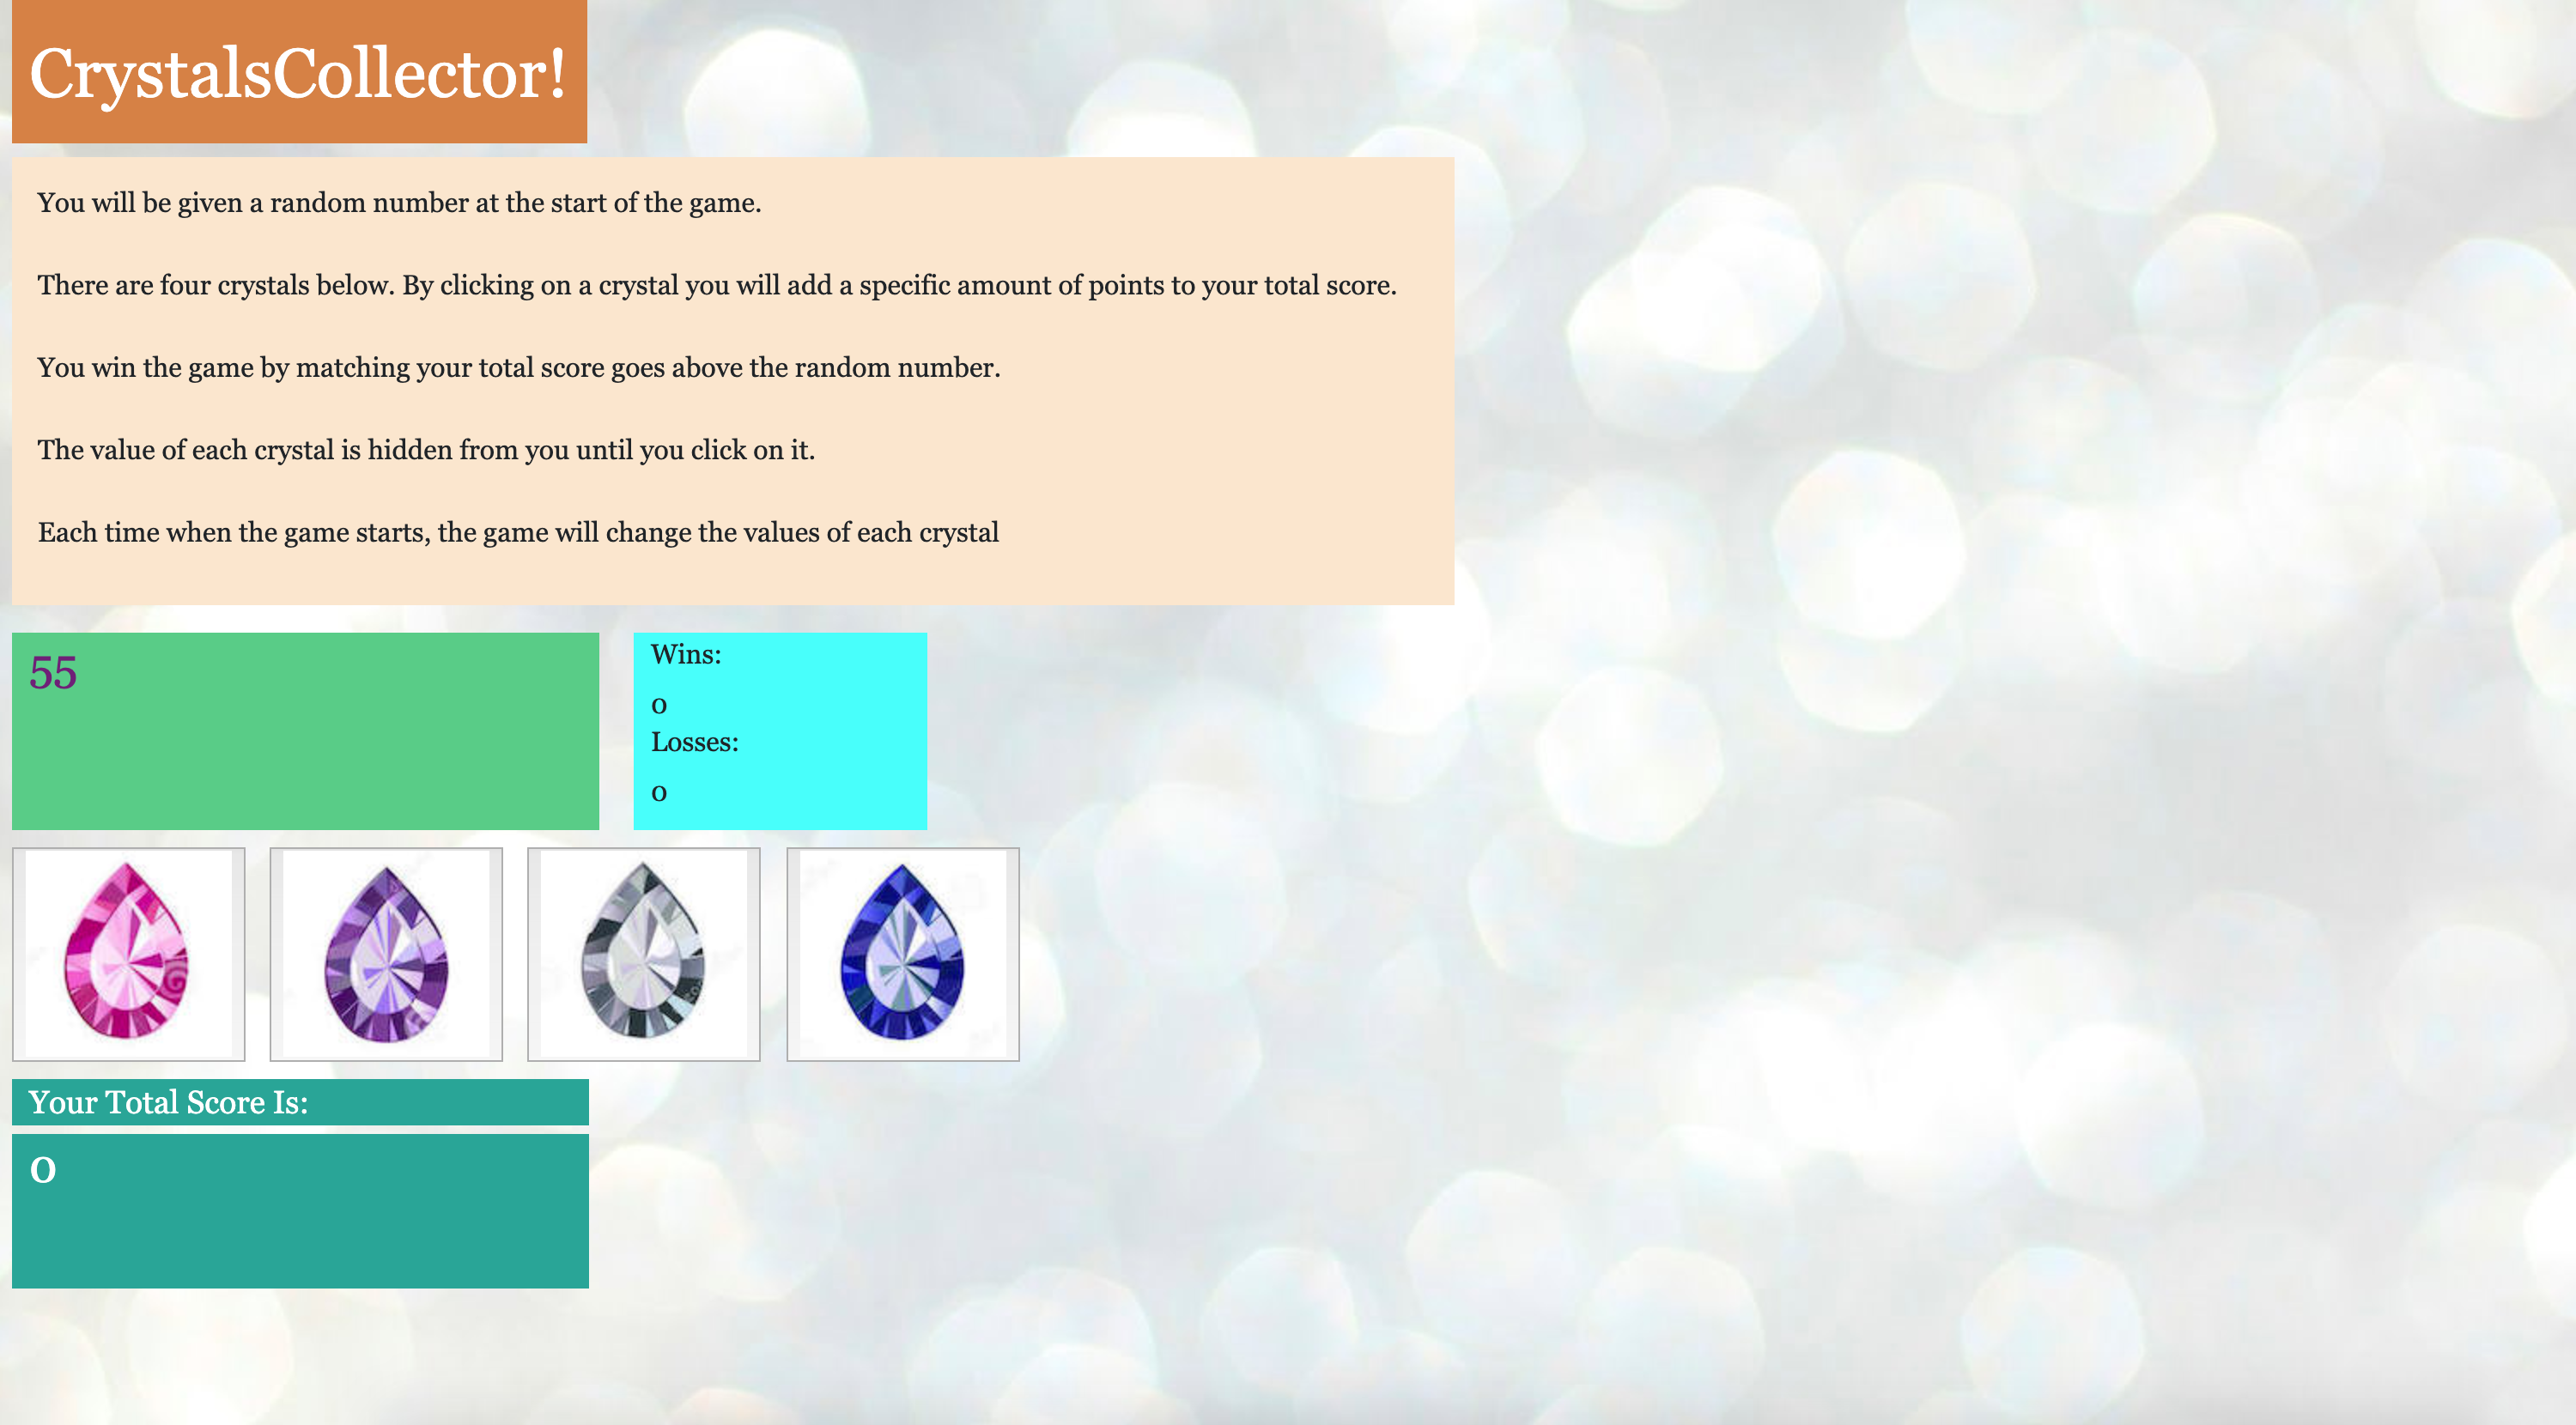 CrystalsCollector!
You will be given a random number at the start of the game.
There are four crystals below. By clicking on a crystal you will add a specific amount of points to your total score.
You win the game by matching your total score goes above the random number.
The value of each crystal is hidden from you until you click on it.
Each time when the game starts, the game will change the values of each crystal
55
Wins:
0
Losses:
0
Your Total Score Is:
0